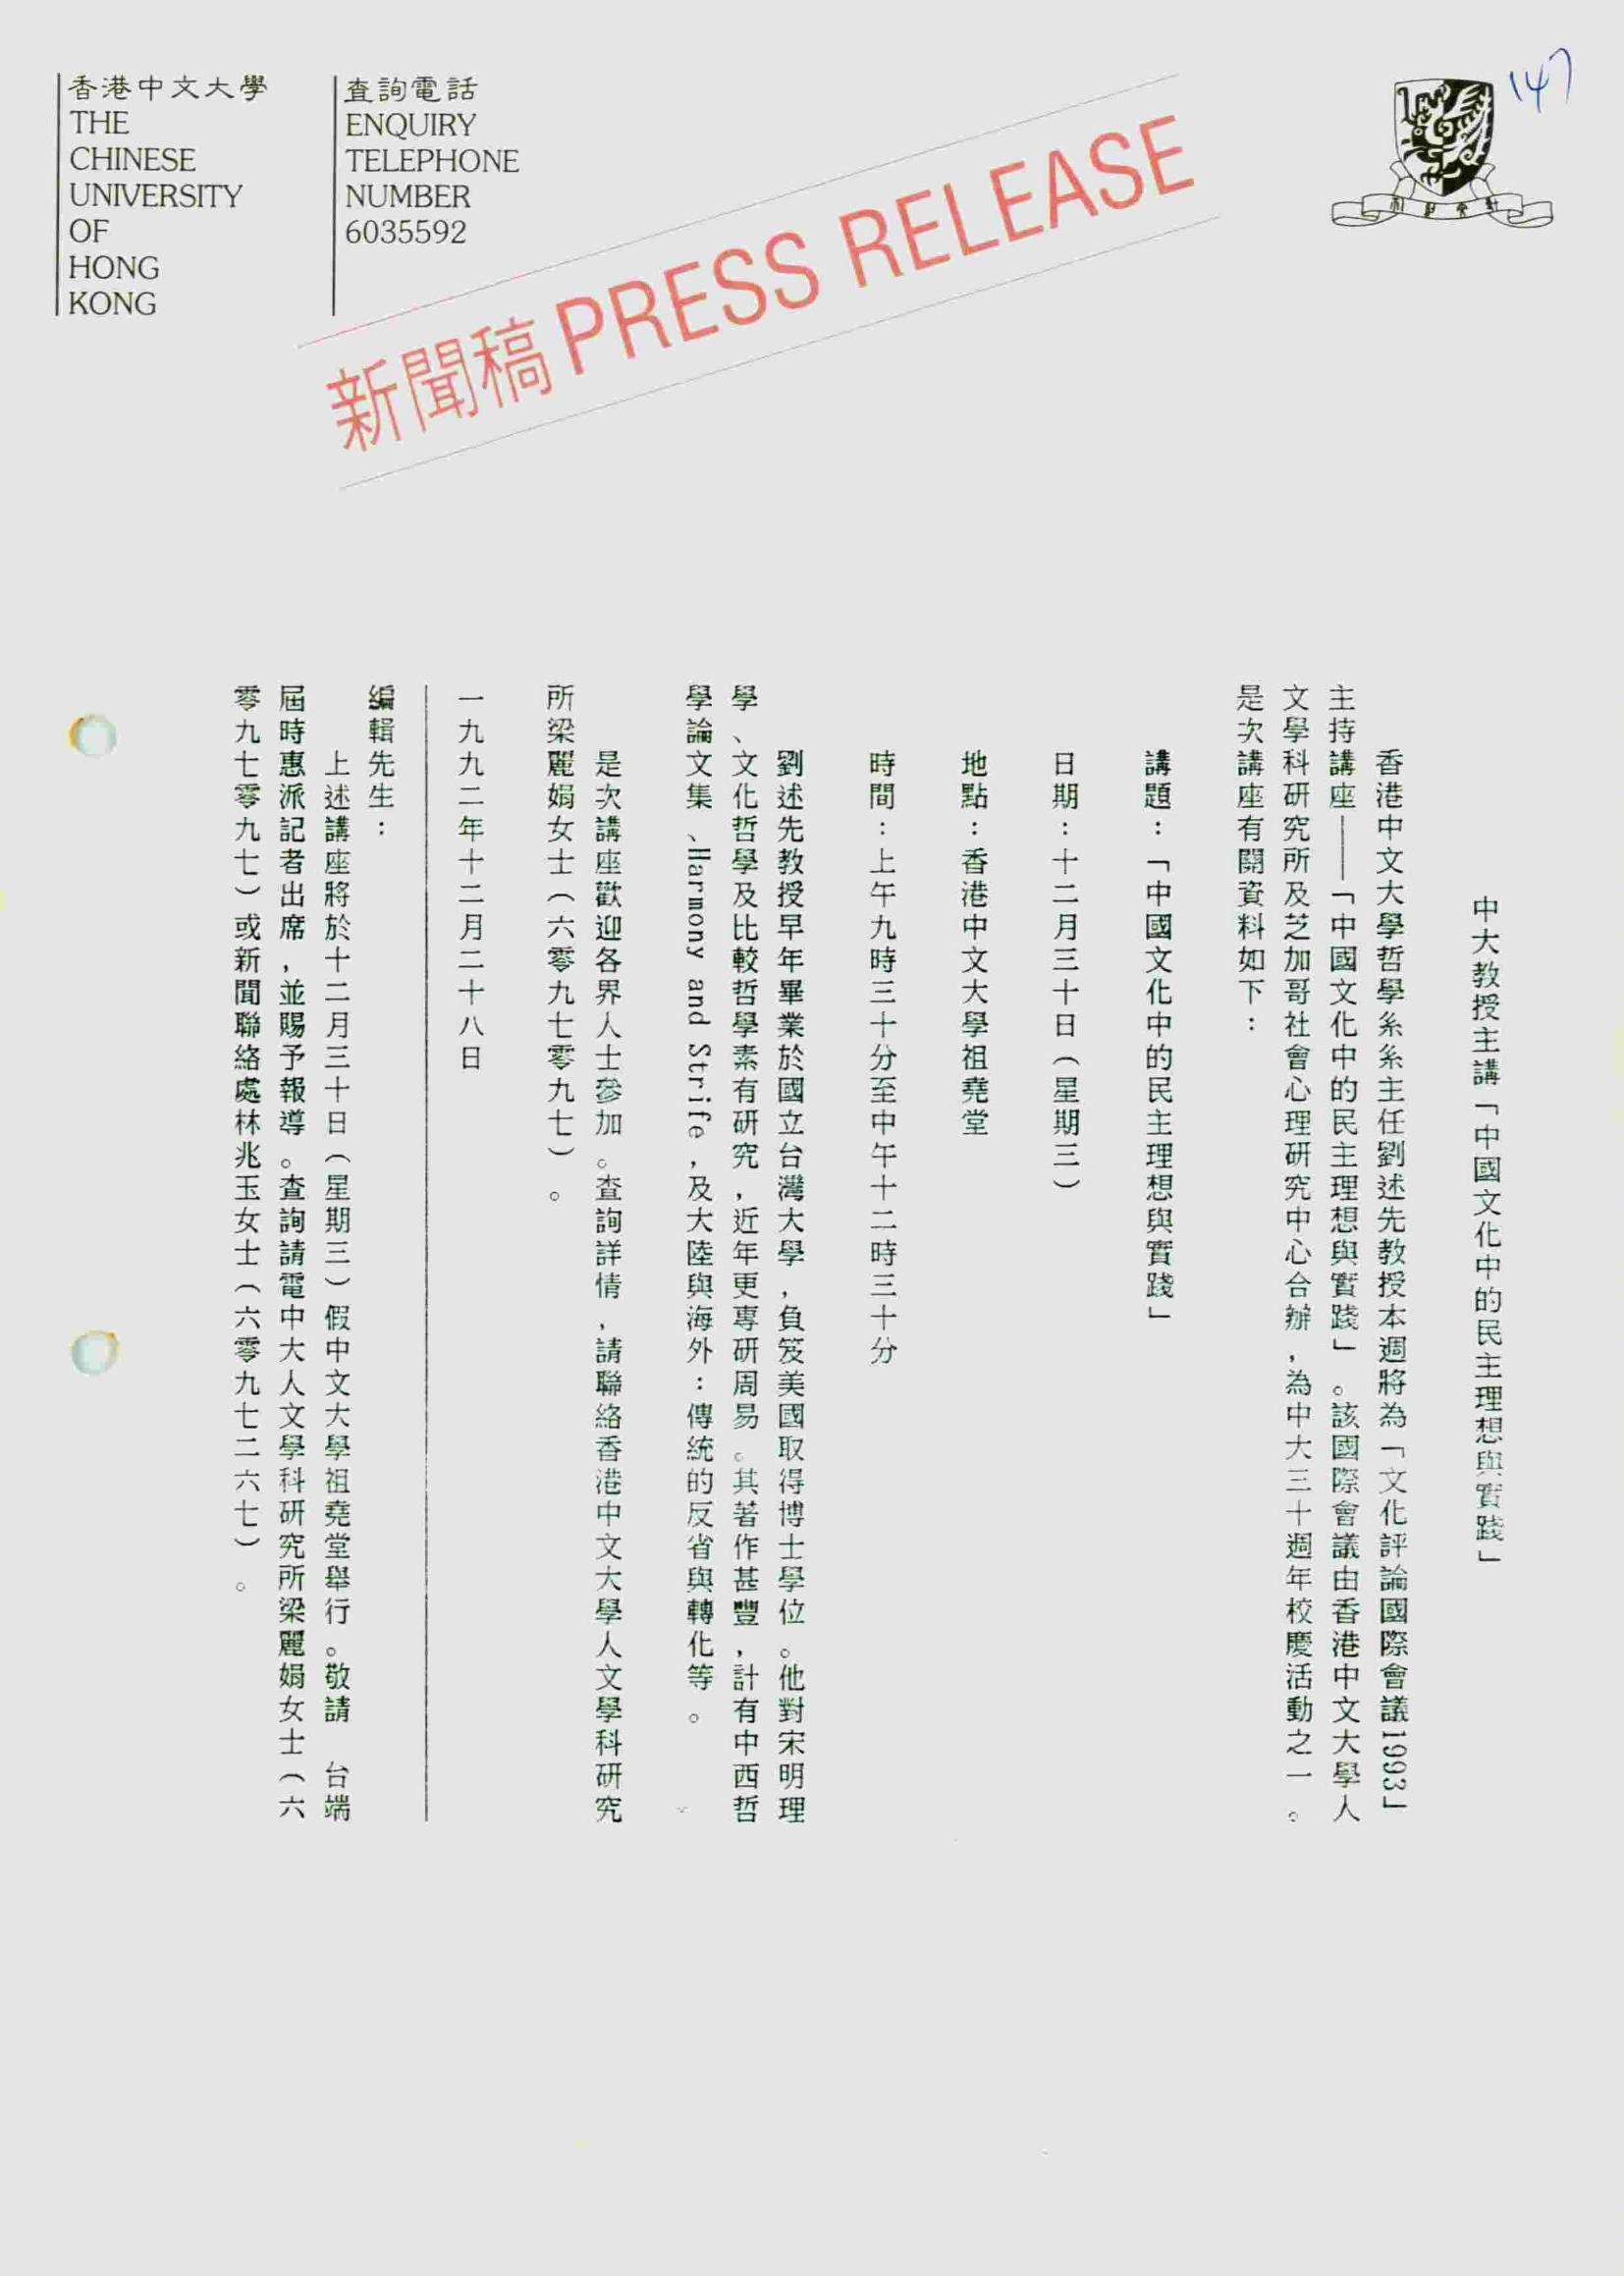 香港中文大學
THE
CHINESE
UNIVERSITY
OF
HONG
KONG
查詢電話
ENQUIRY
TELEPHONE
NUMBER
6035592
新聞稿 PRESS RELEASE
147
中大教授主講「中國文化中的民主理想與實踐」
香港中文大學哲學系系主任劉述先教授本週將為「文化評論國際會議1993」
主持講座——「中國文化中的民主理想與實踐」。該國際會議由香港中文大學人
文學科研究所及芝加哥社會心理研究中心合辦，為中大三十週年校慶活動之一。
是次講座有關資料如下：
講題：「中國文化中的民主理想與實踐」
日期：十二月三十日（星期三）
地點：香港中文大學祖堯堂
時間：上午九時三十分至中午十二時三十分
劉述先教授早年畢業於國立台灣大學，負笈美國取得博士學位。他對宋明理
學、文化哲學及比較哲學素有研究，近年更專研周易。其著作甚豐，計有中西哲
學論文集、Harmony and Strife，及大陸與海外：傳統的反省與轉化等。
是次講座歡迎各界人士參加。查詢詳情，請聯絡香港中文大學人文學科研究
所梁麗娟女士（六零九七零九七）。
一九九二年十二月二十八日
編輯先生：
上述講座將於十二月三十日（星期三）假中文大學祖堯堂舉行。敬請　台端
屆時惠派記者出席，並賜予報導。查詢請電中大人文學科研究所梁麗娟女士（六
零九七零九七）或新聞聯絡處林兆玉女士（六零九七二六七）。